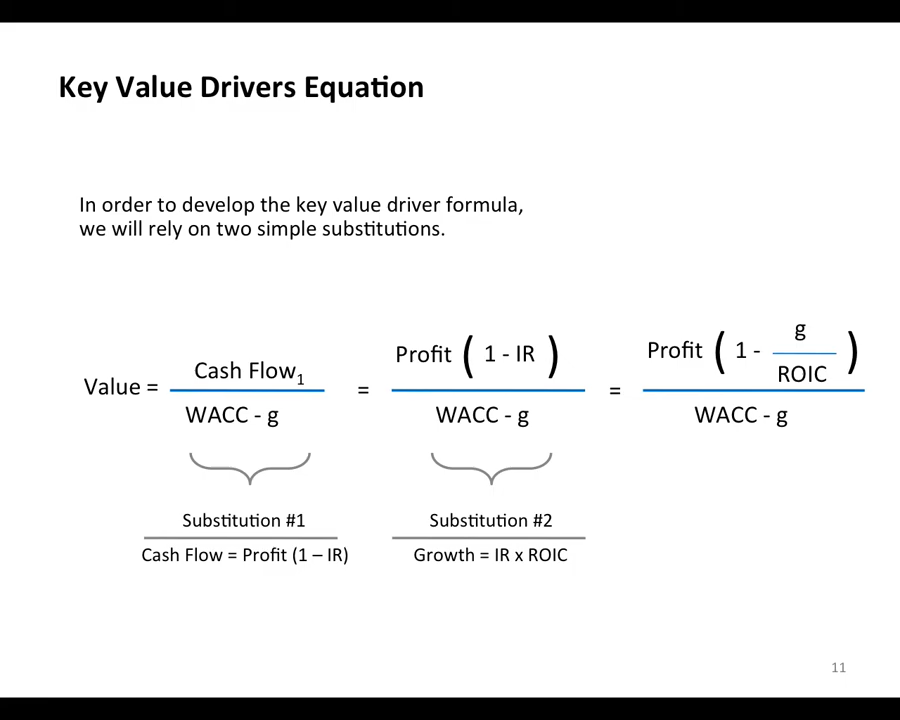 Key Value Drivers Equation
In order to develop the key value driver formula,
we will rely on two simple substitutions.
Value = Cash Flow1 / WACC - g = Profit ( 1 - IR ) / WACC - g = Profit ( 1 - g / ROIC ) / WACC - g
Substitution #1
Cash Flow = Profit (1 – IR)
Substitution #2
Growth = IR x ROIC
11